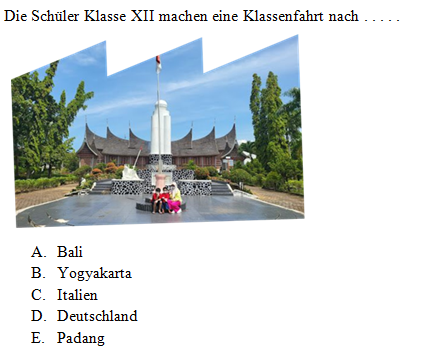 Die Schüler Klasse XII machen eine Klassenfahrt nach . . . . .
A. Bali
B. Yogyakarta
C. Italien
D. Deutschland
E. Padang